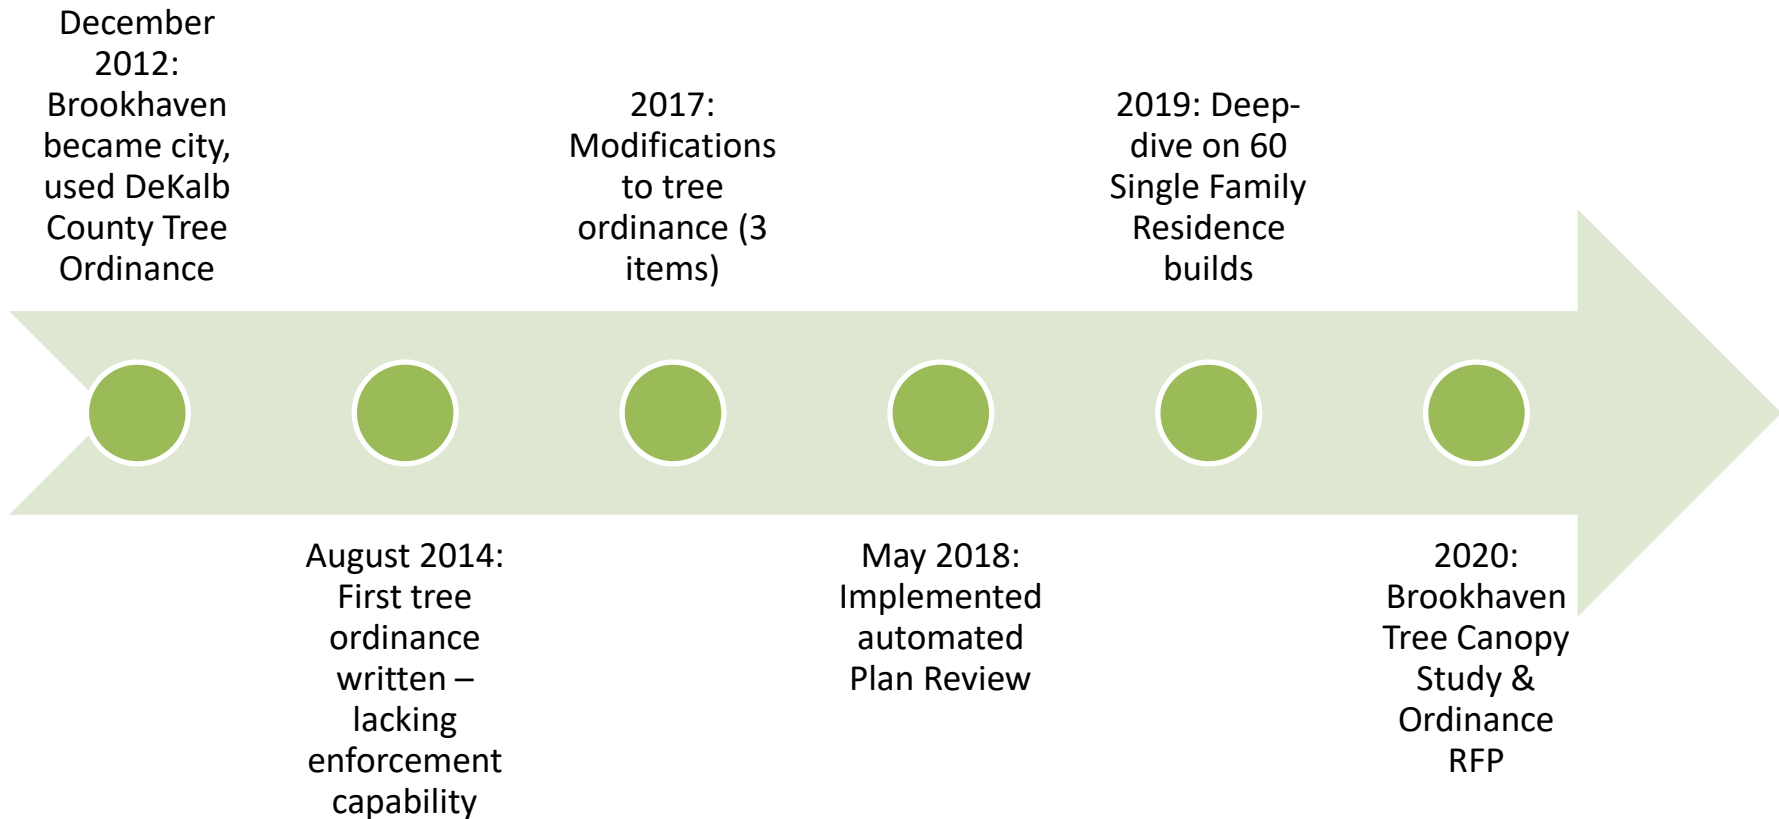 December
2012:
Brookhaven
became city,
used DeKalb
County Tree
Ordinance
August 2014:
First tree
ordinance
written –
lacking
enforcement
capability
2017:
Modifications
to tree
ordinance (3
items)
May 2018:
Implemented
automated
Plan Review
2019: Deep-
dive on 60
Single Family
Residence
builds
2020:
Brookhaven
Tree Canopy
Study &
Ordinance
RFP